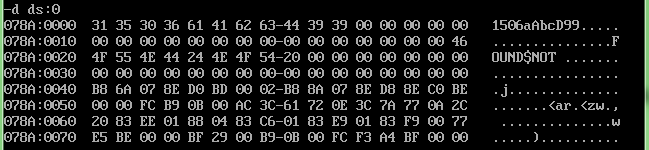 -d ds:0
078A:0000  31 35 30 36 61 41 62 63-44 39 39 00 00 00 00 00   1506aAbcD99.....
078A:0010  00 00 00 00 00 00 00 00-00 00 00 00 00 00 00 46   ...............F
078A:0020  4F 55 4E 44 24 4E 4F 54-20 00 00 00 00 00 00 00   OUND$NOT .......
078A:0030  00 00 00 00 00 00 00 00-00 00 00 00 00 00 00 00   ................
078A:0040  B8 6A 07 8E D0 BD 00 02-B8 8A 07 8E D8 8E C0 BE   .j..............
078A:0050  00 00 FC B9 0B 00 AC 3C-61 72 0E 3C 7A 77 0A 2C   .......<ar.<zw.,
078A:0060  20 83 EE 01 88 04 83 C6-01 83 E9 01 83 F9 00 77    ..............w
078A:0070  E5 BE 00 00 BF 29 00 B9-0B 00 FC F3 A4 BF 00 00   .....)..........